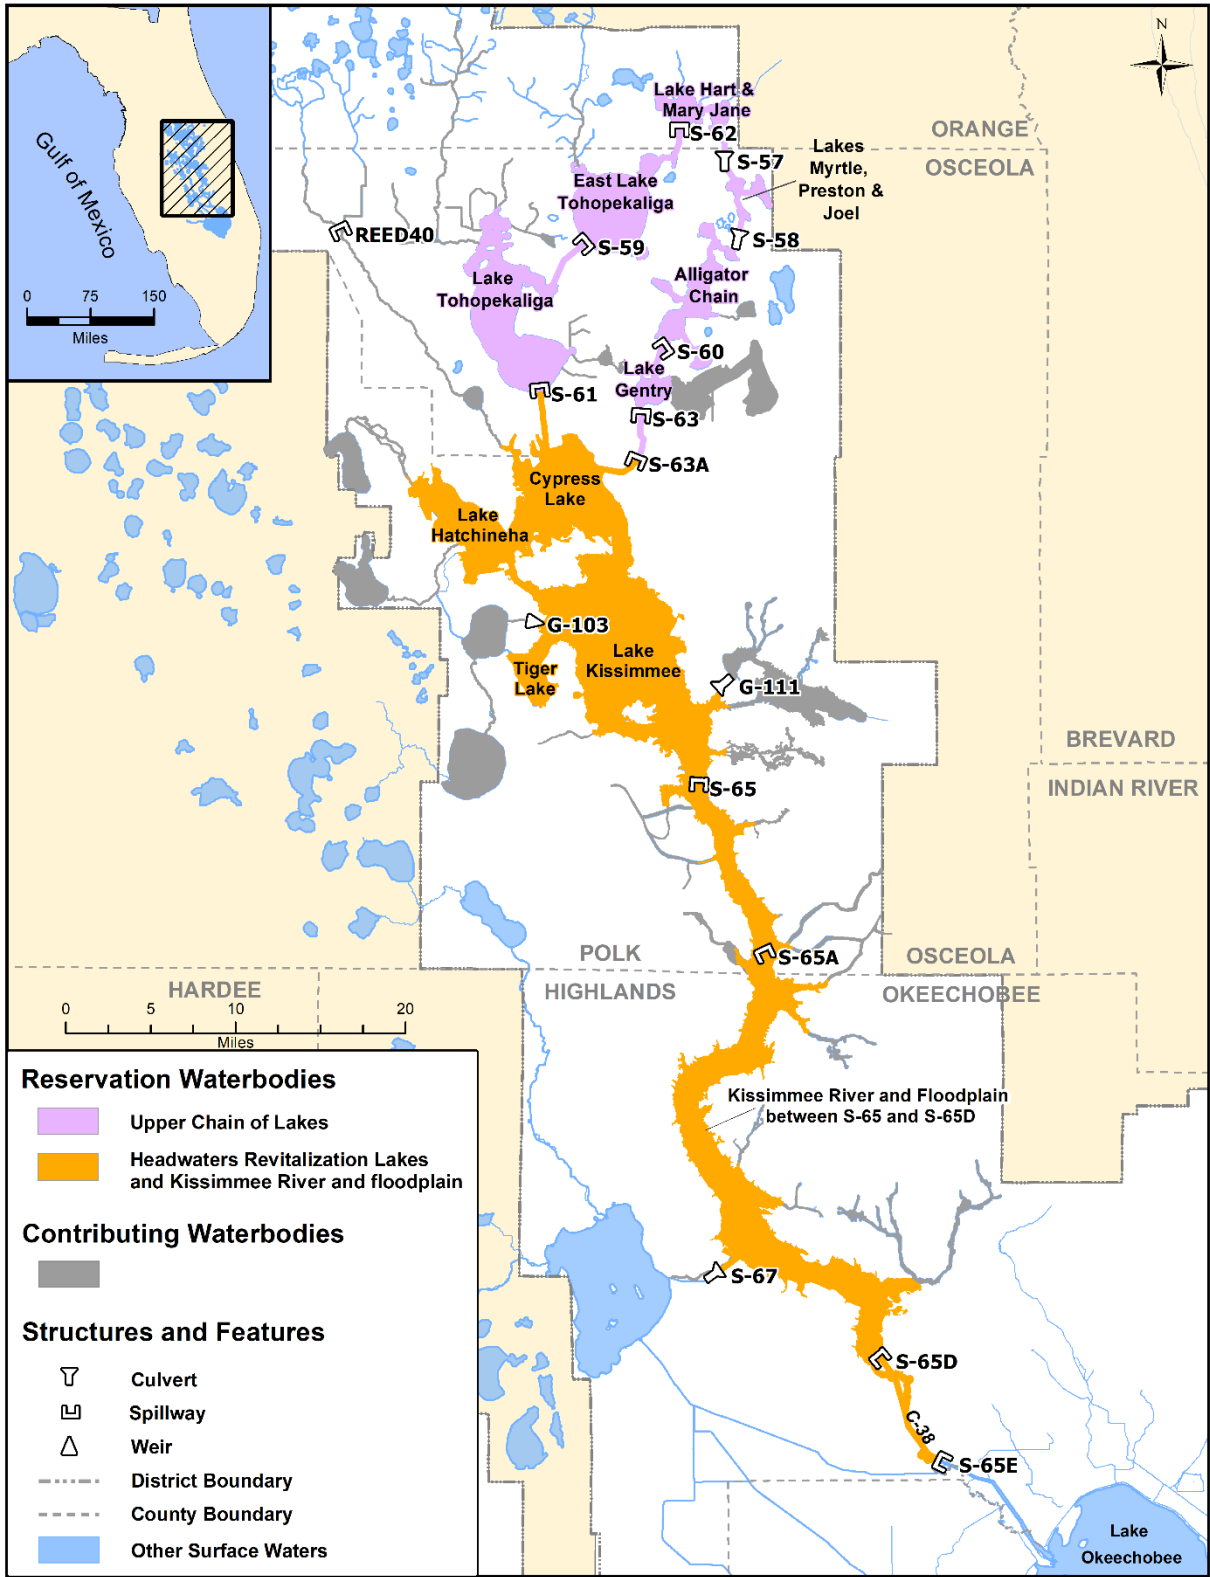 N
Gulf of Mexico
0 75 150
Miles
Lake Hart &
Mary Jane
S-62
ORANGE
OSCEOLA
S-57
Lakes
Myrtle,
Preston &
Joel
East Lake
Tohopekaliga
REED40
S-59
S-58
Lake
Tohopekaliga
Alligator
Chain
S-60
Lake
Gentry
S-61
S-63
S-63A
Cypress
Lake
Lake
Hatchineha
G-103
Lake
Kissimmee
Tiger
Lake
G-111
BREVARD
INDIAN RIVER
S-65
POLK
S-65A
OSCEOLA
HARDEE
HIGHLANDS
OKEECHOBEE
0 5 10 20
Miles
Kissimmee River and Floodplain
between S-65 and S-65D
S-67
S-65D
C-38
S-65E
Lake
Okeechobee
Reservation Waterbodies
Upper Chain of Lakes
Headwaters Revitalization Lakes
and Kissimmee River and floodplain
Contributing Waterbodies
Structures and Features
Culvert
Spillway
Weir
District Boundary
County Boundary
Other Surface Waters